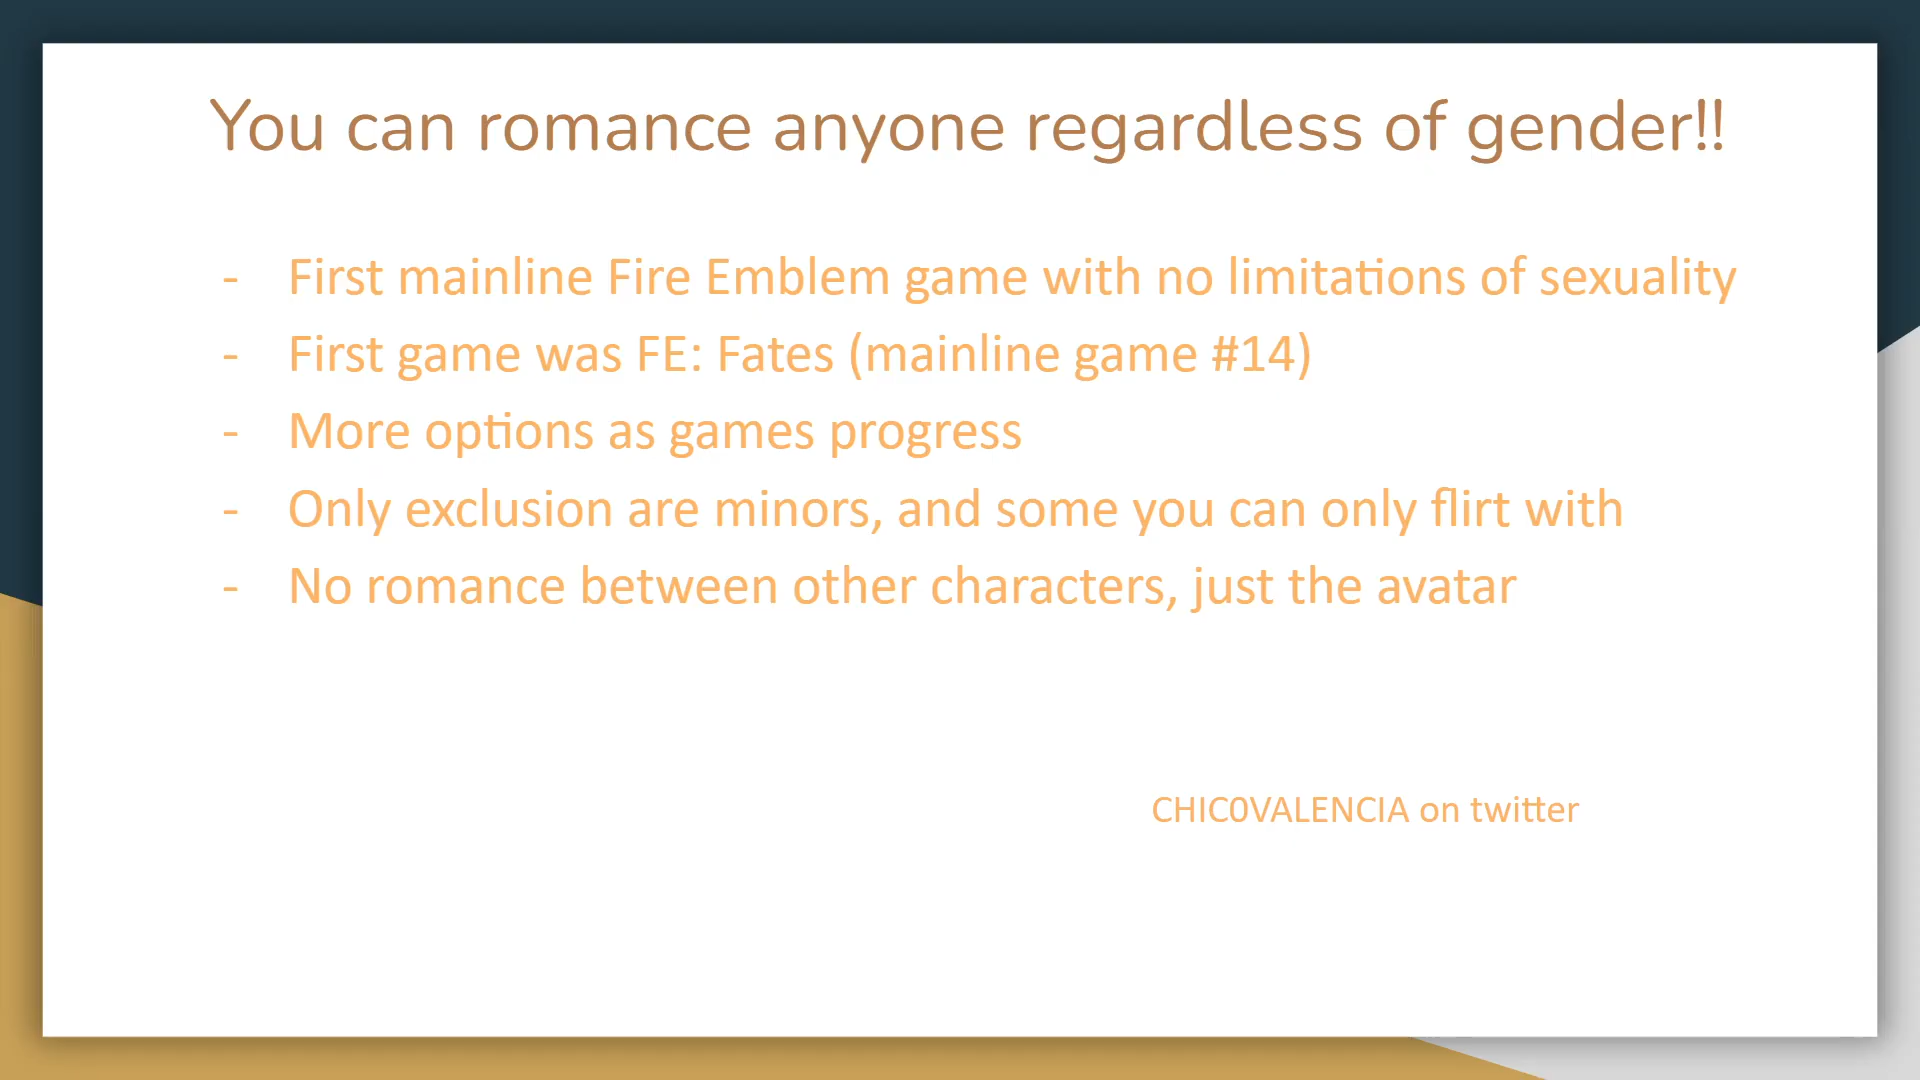 You can romance anyone regardless of gender!!
- First mainline Fire Emblem game with no limitations of sexuality
- First game was FE: Fates (mainline game #14)
- More options as games progress
- Only exclusion are minors, and some you can only flirt with
- No romance between other characters, just the avatar
CHIC0VALENCIA on twitter